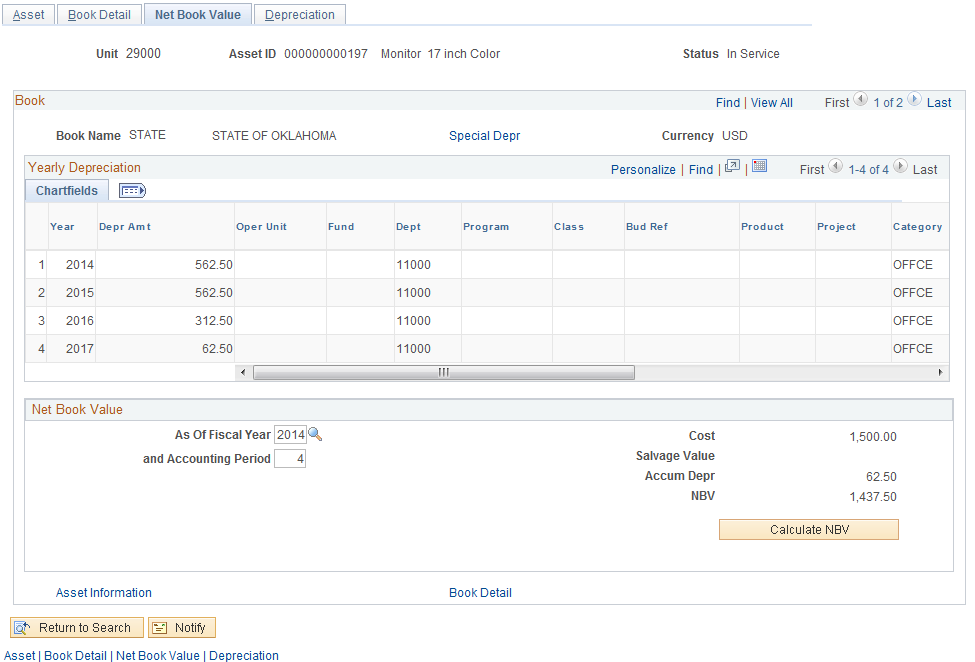 Asset Book Detail Net Book Value Depreciation
Unit 29000 Asset ID 000000000197 Monitor 17 inch Color Status In Service
Book Find | View All First 1 of 2 Last
Book Name STATE STATE OF OKLAHOMA Special Depr Currency USD
Yearly Depreciation Personalize | Find | | First 1-4 of 4 Last
Chartfields
Year Depr Amt Oper Unit Fund Dept Program Class Bud Ref Product Project Category
1 2014 562.50 11000 OFFCE
2 2015 562.50 11000 OFFCE
3 2016 312.50 11000 OFFCE
4 2017 62.50 11000 OFFCE
Net Book Value
As Of Fiscal Year 2014 Cost 1,500.00
and Accounting Period 4 Salvage Value
Accum Depr 62.50
NBV 1,437.50
Calculate NBV
Asset Information Book Detail
Return to Search Notify
Asset | Book Detail | Net Book Value | Depreciation